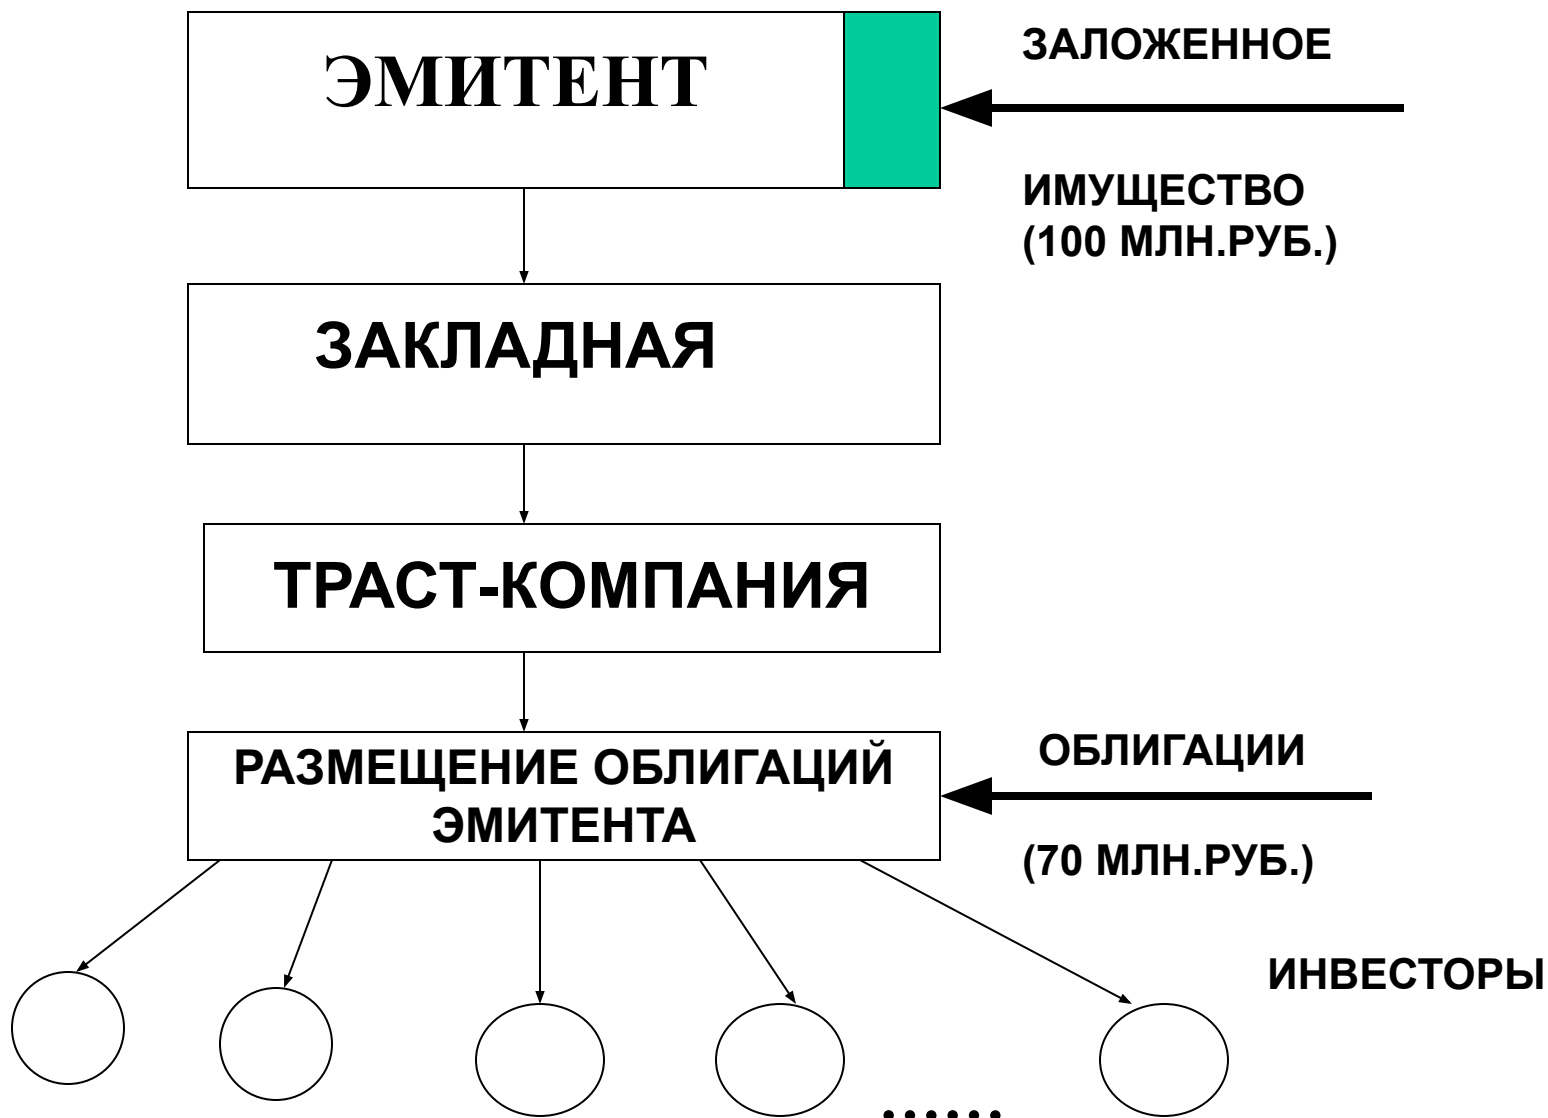 ЭМИТЕНТ
ЗАЛОЖЕННОЕ
ИМУЩЕСТВО
(100 МЛН.РУБ.)
ЗАКЛАДНАЯ
ТРАСТ-КОМПАНИЯ
РАЗМЕЩЕНИЕ ОБЛИГАЦИЙ
ЭМИТЕНТА
ОБЛИГАЦИИ
(70 МЛН.РУБ.)
ИНВЕСТОРЫ
......